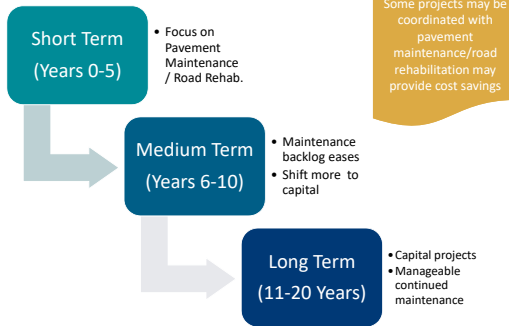 Short Term
(Years 0-5)
• Focus on
Pavement
Maintenance
/ Road Rehab.
Some projects may be
coordinated with
pavement
maintenance/road
rehabilitation may
provide cost savings
Medium Term
(Years 6-10)
• Maintenance
backlog eases
• Shift more to
capital
Long Term
(11-20 Years)
• Capital projects
• Manageable
continued
maintenance